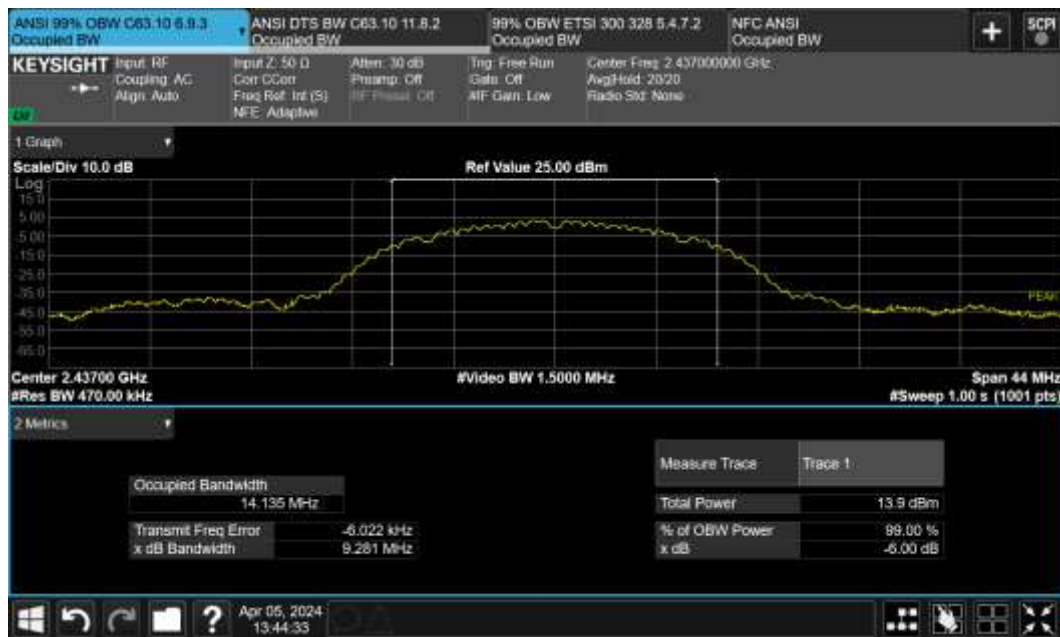 ANSI 99% OBW C63.10 6.9.3
Occupied BW
ANSI DTS BW C63.10 11.8.2
Occupied BW
99% OBW ETSI 300 328 5.4.7.2
Occupied BW
NFC ANSI
Occupied BW
SCPI
KEYSIGHT
Input: RF
Coupling: AC
Align: Auto
Input Z: 50 Ω
Corr CCorr
Freq Ref: Int (S)
NFE: Adaptive
Atten: 30 dB
Preamp: Off
Trig: Free Run
Gate: Off
#IF Gain: Low
Center Freq: 2.437000000 GHz
Avg|Hold: 20/20
Radio Std: None
1 Graph
Scale/Div 10.0 dB
Ref Value 25.00 dBm
Log
15.0
5.00
-5.00
-15.0
-25.0
-35.0
-45.0
-55.0
-65.0
PEAK
Center 2.43700 GHz
#Video BW 1.5000 MHz
Span 44 MHz
#Res BW 470.00 kHz
#Sweep 1.00 s (1001 pts)
2 Metrics
Measure Trace
Trace 1
Occupied Bandwidth
14.135 MHz
Total Power
13.9 dBm
Transmit Freq Error
-6.022 kHz
% of OBW Power
99.00 %
x dB Bandwidth
9.281 MHz
x dB
-6.00 dB
?
Apr 05, 2024
13:44:33